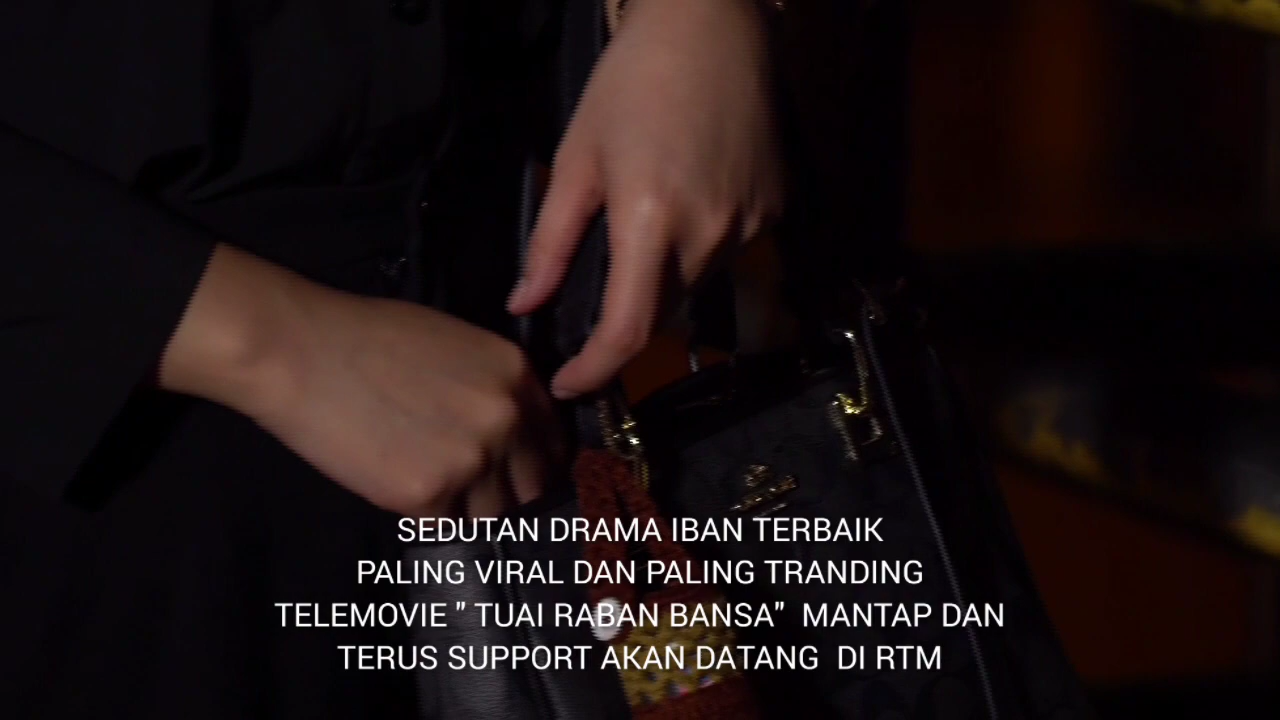 SEDUTAN DRAMA IBAN TERBAIK
PALING VIRAL DAN PALING TRANDING
TELEMOVIE " TUAI RABAN BANSA"  MANTAP DAN
TERUS SUPPORT AKAN DATANG  DI RTM